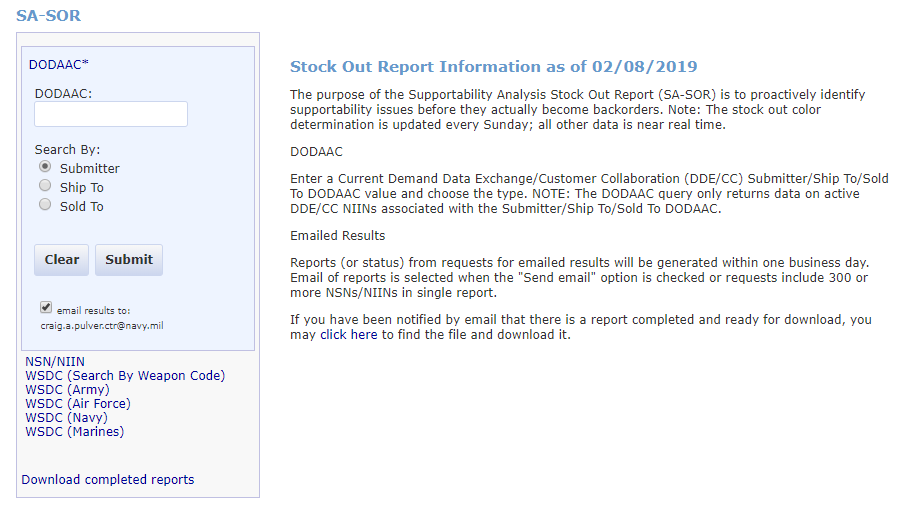 SA-SOR
DODAAC*
DODAAC:
Search By:
Submitter
Ship To
Sold To
Clear Submit
email results to:
craig.a.pulver.ctr@navy.mil
NSN/NIIN
WSDC (Search By Weapon Code)
WSDC (Army)
WSDC (Air Force)
WSDC (Navy)
WSDC (Marines)
Download completed reports
Stock Out Report Information as of 02/08/2019
The purpose of the Supportability Analysis Stock Out Report (SA-SOR) is to proactively identify
supportability issues before they actually become backorders. Note: The stock out color
determination is updated every Sunday; all other data is near real time.
DODAAC
Enter a Current Demand Data Exchange/Customer Collaboration (DDE/CC) Submitter/Ship To/Sold
To DODAAC value and choose the type. NOTE: The DODAAC query only returns data on active
DDE/CC NIINs associated with the Submitter/Ship To/Sold To DODAAC.
Emailed Results
Reports (or status) from requests for emailed results will be generated within one business day.
Email of reports is selected when the "Send email" option is checked or requests include 300 or
more NSNs/NIINs in single report.
If you have been notified by email that there is a report completed and ready for download, you
may click here to find the file and download it.